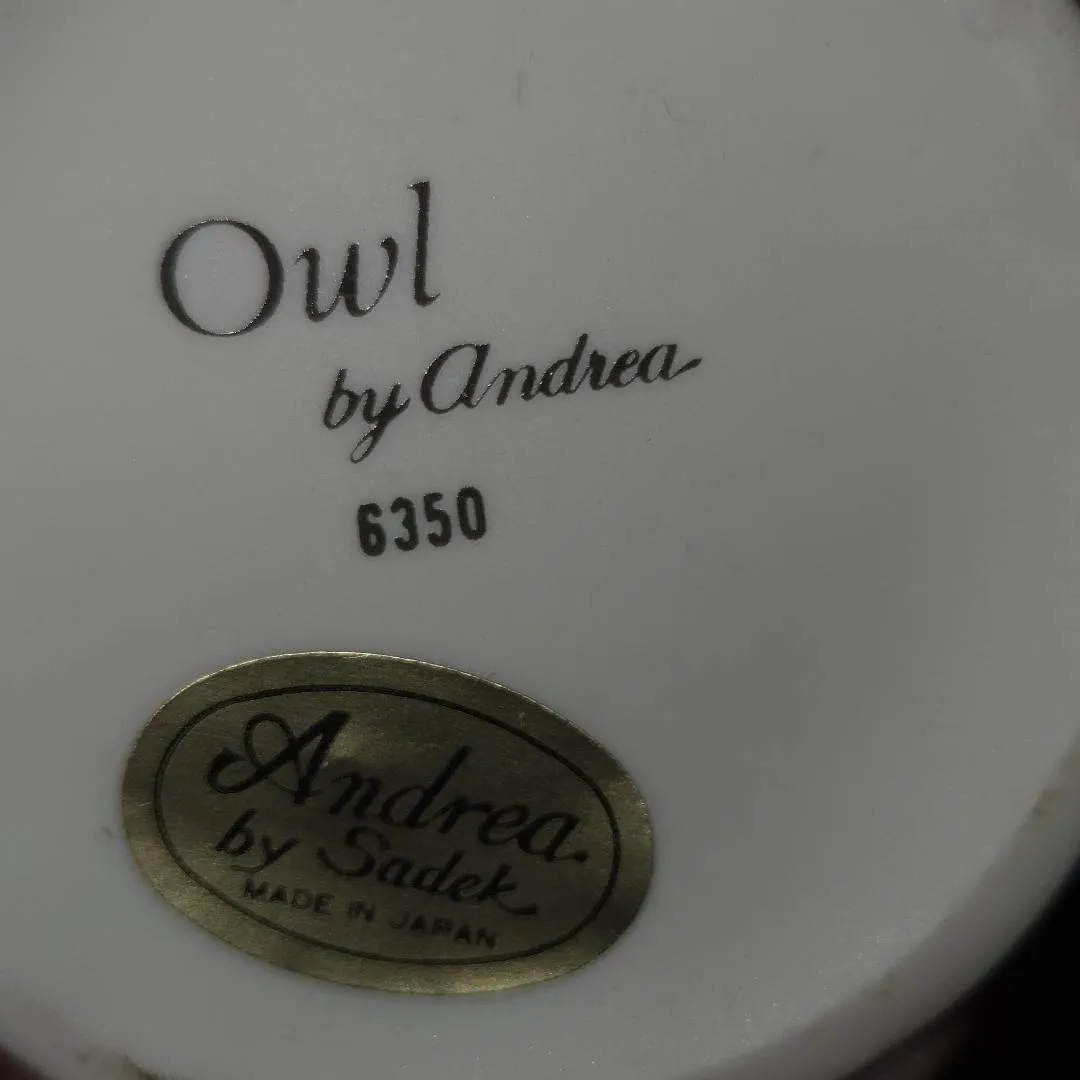 Owl
by Andrea
6350
Andrea
by Sadek
MADE IN JAPAN